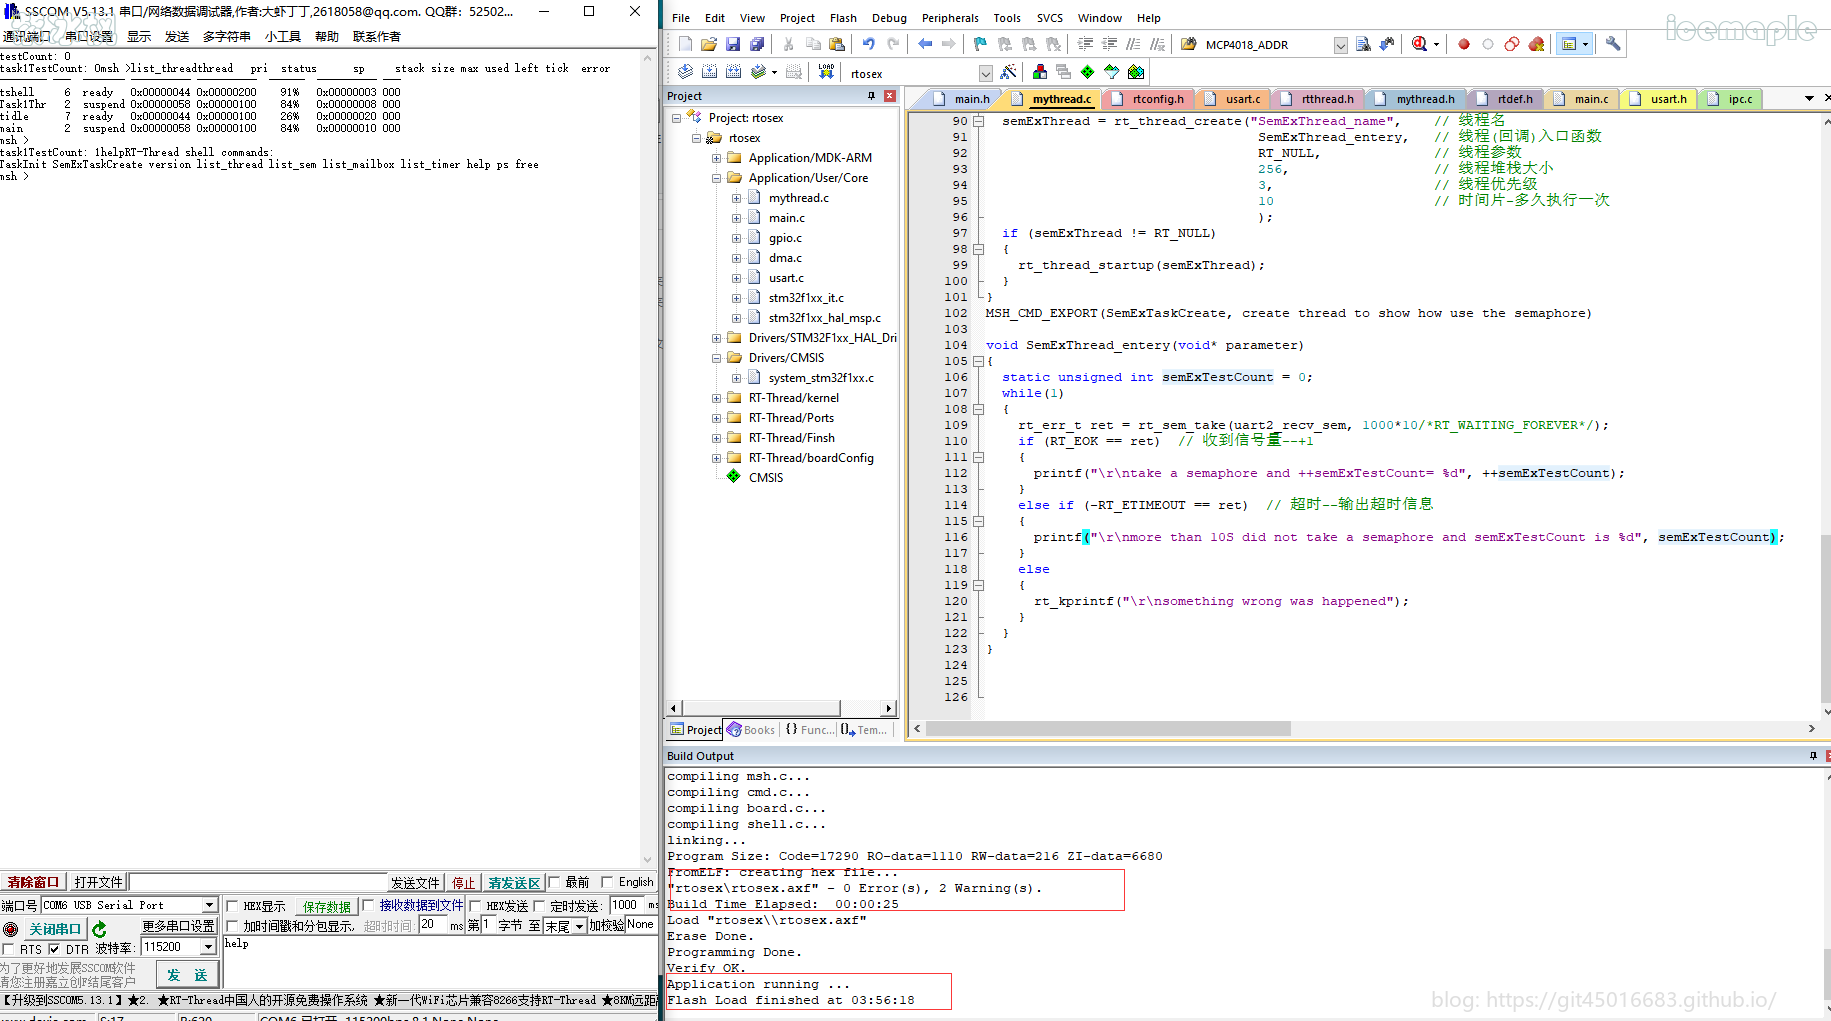 SSCOM V5.13.1 串口/网络数据调试器,作者:大虾丁丁,2618058@qq.com. QQ群: 52502...
通讯端口 串口设置 显示 发送 多字符串 小工具 帮助 联系作者
testCount: 0
task1TestCount: 0msh >list_threadthread pri status sp stack size max used left tick error
tshell 6 ready 0x00000044 0x00000200 91% 0x00000003 000
Task1Thr 2 suspend 0x00000058 0x00000100 84% 0x00000008 000
tidle 7 ready 0x00000044 0x00000100 26% 0x00000020 000
main 2 suspend 0x00000058 0x00000100 84% 0x00000010 000
msh >
task1TestCount: 1helpRT-Thread shell commands:
TaskInit SemExTaskCreate version list_thread list_sem list_mailbox list_timer help ps free
msh >
清除窗口 打开文件 发送文件 停止 清发送区 最前 English
端口号 COM6 USB Serial Port HEX显示 保存数据 接收数据到文件 HEX发送 定时发送: 1000 ms
关闭串口 更多串口设置 加时间戳和分包显示, 超时时间: 20 ms 第1 字节 至 末尾 加校验 None
RTS DTR 波特率: 115200 help
为了更好地发展SSCOM软件
请您注册嘉立创F结尾客户
发 送
【升级到SSCOM5.13.1】★2. ★RT-Thread中国人的开源免费操作系统 ★新一代WiFi芯片兼容8266支持RT-Thread ★8KM远距
www.daxia.com S:17 R:620 COM6 已打开 115200bps,8,1,None,None
File Edit View Project Flash Debug Peripherals Tools SVCS Window Help
icemaple
MCP4018_ADDR
LOAD rtosex
Project
Project: rtosex
rtosex
Application/MDK-ARM
Application/User/Core
mythread.c
main.c
gpio.c
dma.c
usart.c
stm32f1xx_it.c
stm32f1xx_hal_msp.c
Drivers/STM32F1xx_HAL_Dri
Drivers/CMSIS
system_stm32f1xx.c
RT-Thread/kernel
RT-Thread/Ports
RT-Thread/Finsh
RT-Thread/boardConfig
CMSIS
Project Books {} Func... Tem...
main.h mythread.c rtconfig.h usart.c rtthread.h mythread.h rtdef.h main.c usart.h ipc.c
90 semExThread = rt_thread_create("SemExThread_name", // 线程名
91 SemExThread_entery, // 线程(回调)入口函数
92 RT_NULL, // 线程参数
93 256, // 线程堆栈大小
94 3, // 线程优先级
95 10 // 时间片-多久执行一次
96 );
97 if (semExThread != RT_NULL)
98 {
99 rt_thread_startup(semExThread);
100 }
101 }
102 MSH_CMD_EXPORT(SemExTaskCreate, create thread to show how use the semaphore)
103
104 void SemExThread_entery(void* parameter)
105 {
106 static unsigned int semExTestCount = 0;
107 while(1)
108 {
109 rt_err_t ret = rt_sem_take(uart2_recv_sem, 1000*10/*RT_WAITING_FOREVER*/);
110 if (RT_EOK == ret) // 收到信号量--+1
111 {
112 printf("\r\ntake a semaphore and ++semExTestCount= %d", ++semExTestCount);
113 }
114 else if (-RT_ETIMEOUT == ret) // 超时--输出超时信息
115 {
116 printf("\r\nmore than 10S did not take a semaphore and semExTestCount is %d", semExTestCount);
117 }
118 else
119 {
120 rt_kprintf("\r\nsomething wrong was happened");
121 }
122 }
123 }
124
125
126
Build Output
compiling msh.c...
compiling cmd.c...
compiling board.c...
compiling shell.c...
linking...
Program Size: Code=17290 RO-data=1110 RW-data=216 ZI-data=6680
FromELF: creating hex file...
"rtosex\rtosex.axf" - 0 Error(s), 2 Warning(s).
Build Time Elapsed: 00:00:25
Load "rtosex\\rtosex.axf"
Erase Done.
Programming Done.
Verify OK.
Application running ...
Flash Load finished at 03:56:18
blog: https://git45016683.github.io/